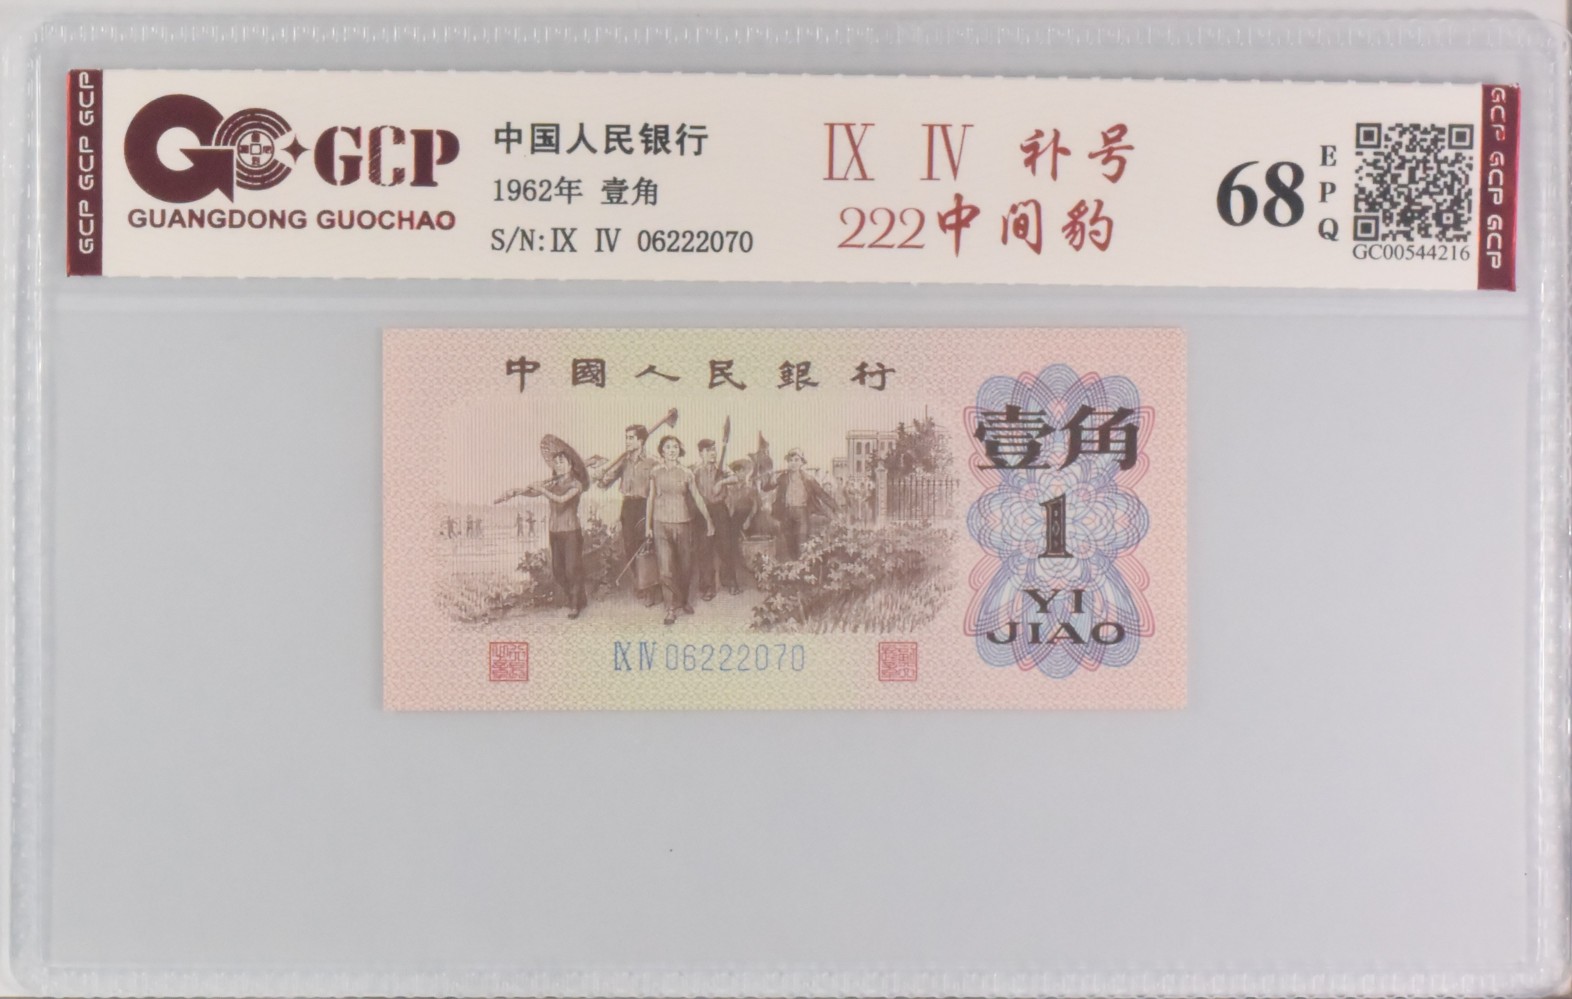 GCP GCP GCP
GCP
GUANGDONG GUOCHAO
中国人民银行
1962年 壹角
S/N:Ⅸ Ⅳ 06222070
Ⅸ Ⅳ 补号
222中间豹
68
EPQ
GC00544216
GCP GCP GCP
中國人民銀行
壹角
1
YI
JIAO
ⅨⅣ 06222070